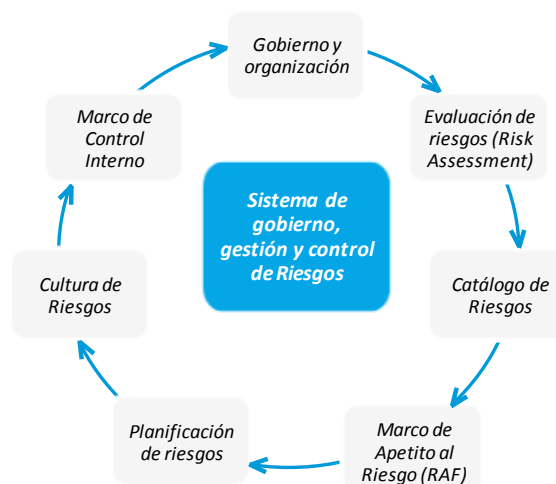 Gobierno y
organización
Evaluación de
riesgos (Risk
Assessment)
Catálogo de
Riesgos
Marco de
Apetito al
Riesgo (RAF)
Planificación
de riesgos
Cultura de
Riesgos
Marco de
Control
Interno
Sistema de
gobierno,
gestión y control
de Riesgos